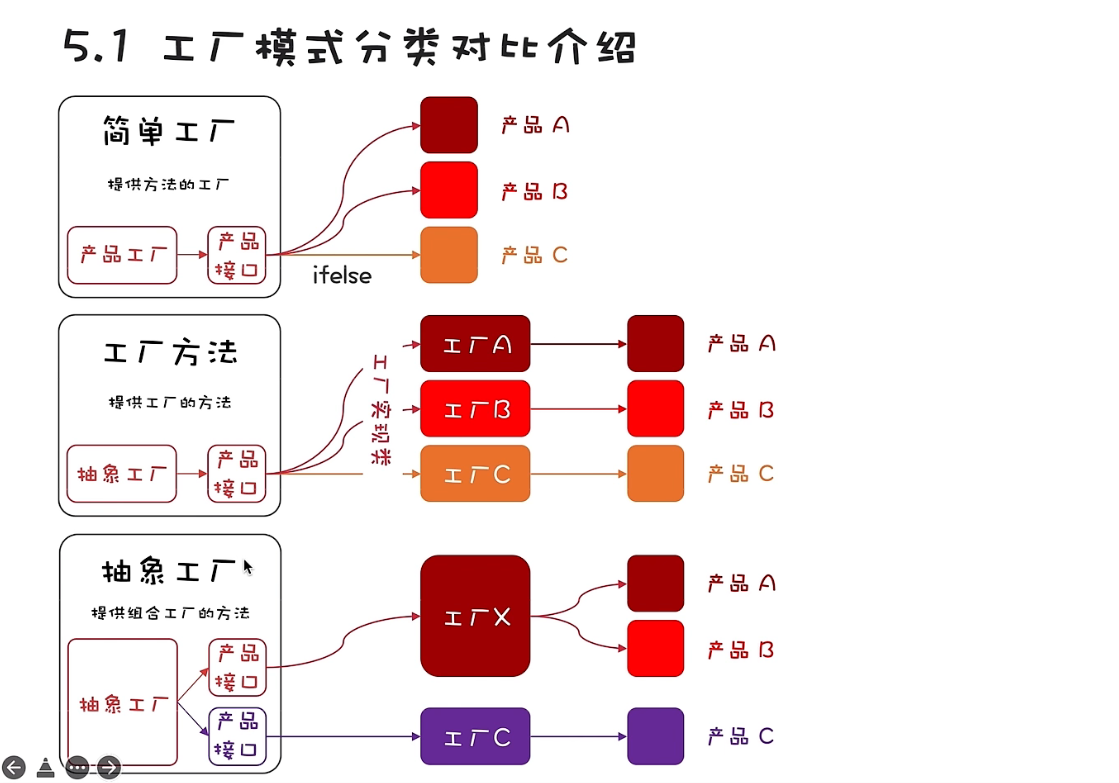 5.1 工厂模式分类对比介绍
简单工厂
提供方法的工厂
产品工厂
产品
接口
ifelse
产品 A
产品 B
产品 C
工厂方法
提供工厂的方法
抽象工厂
产品
接口
工厂实现类
工厂A
产品 A
工厂B
产品 B
工厂C
产品 C
抽象工厂
提供组合工厂的方法
抽象工厂
产品
接口
产品
接口
工厂X
产品 A
产品 B
工厂C
产品 C